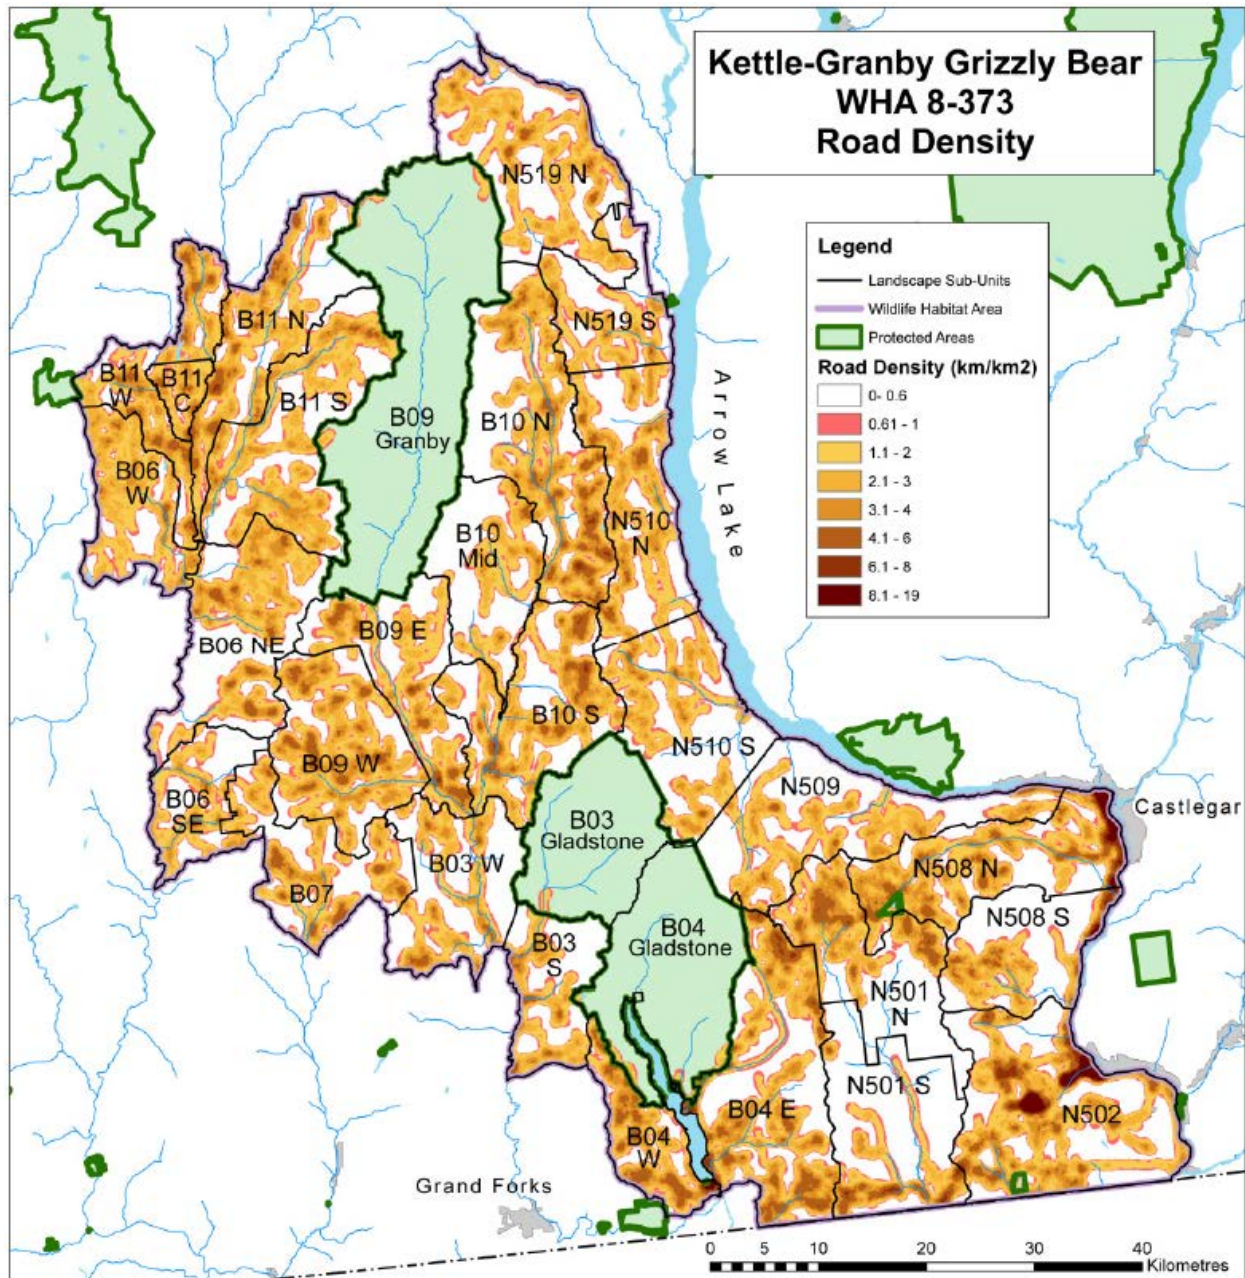 Kettle-Granby Grizzly Bear
WHA 8-373
Road Density
N519 N
Legend
Landscape Sub-Units
Wildlife Habitat Area
Protected Areas
Road Density (km/km2)
0- 0.6
0.61 - 1
1.1 - 2
2.1 - 3
3.1 - 4
4.1 - 6
6.1 - 8
8.1 - 19
B11 N
N519 S
B11
W
B11
C
B11 S
B09
Granby
B10 N
Arrow Lake
B06
W
B10
Mid
N510
N
B09 E
B06 NE
B10 S
N510 S
B09 W
N509
B06
SE
Castlegar
B03
Gladstone
B03 W
N508 N
B07
N508 S
B04
Gladstone
B03
S
N501
N
N501 S
B04 E
N502
B04
W
Grand Forks
0 5 10 20 30 40
Kilometres